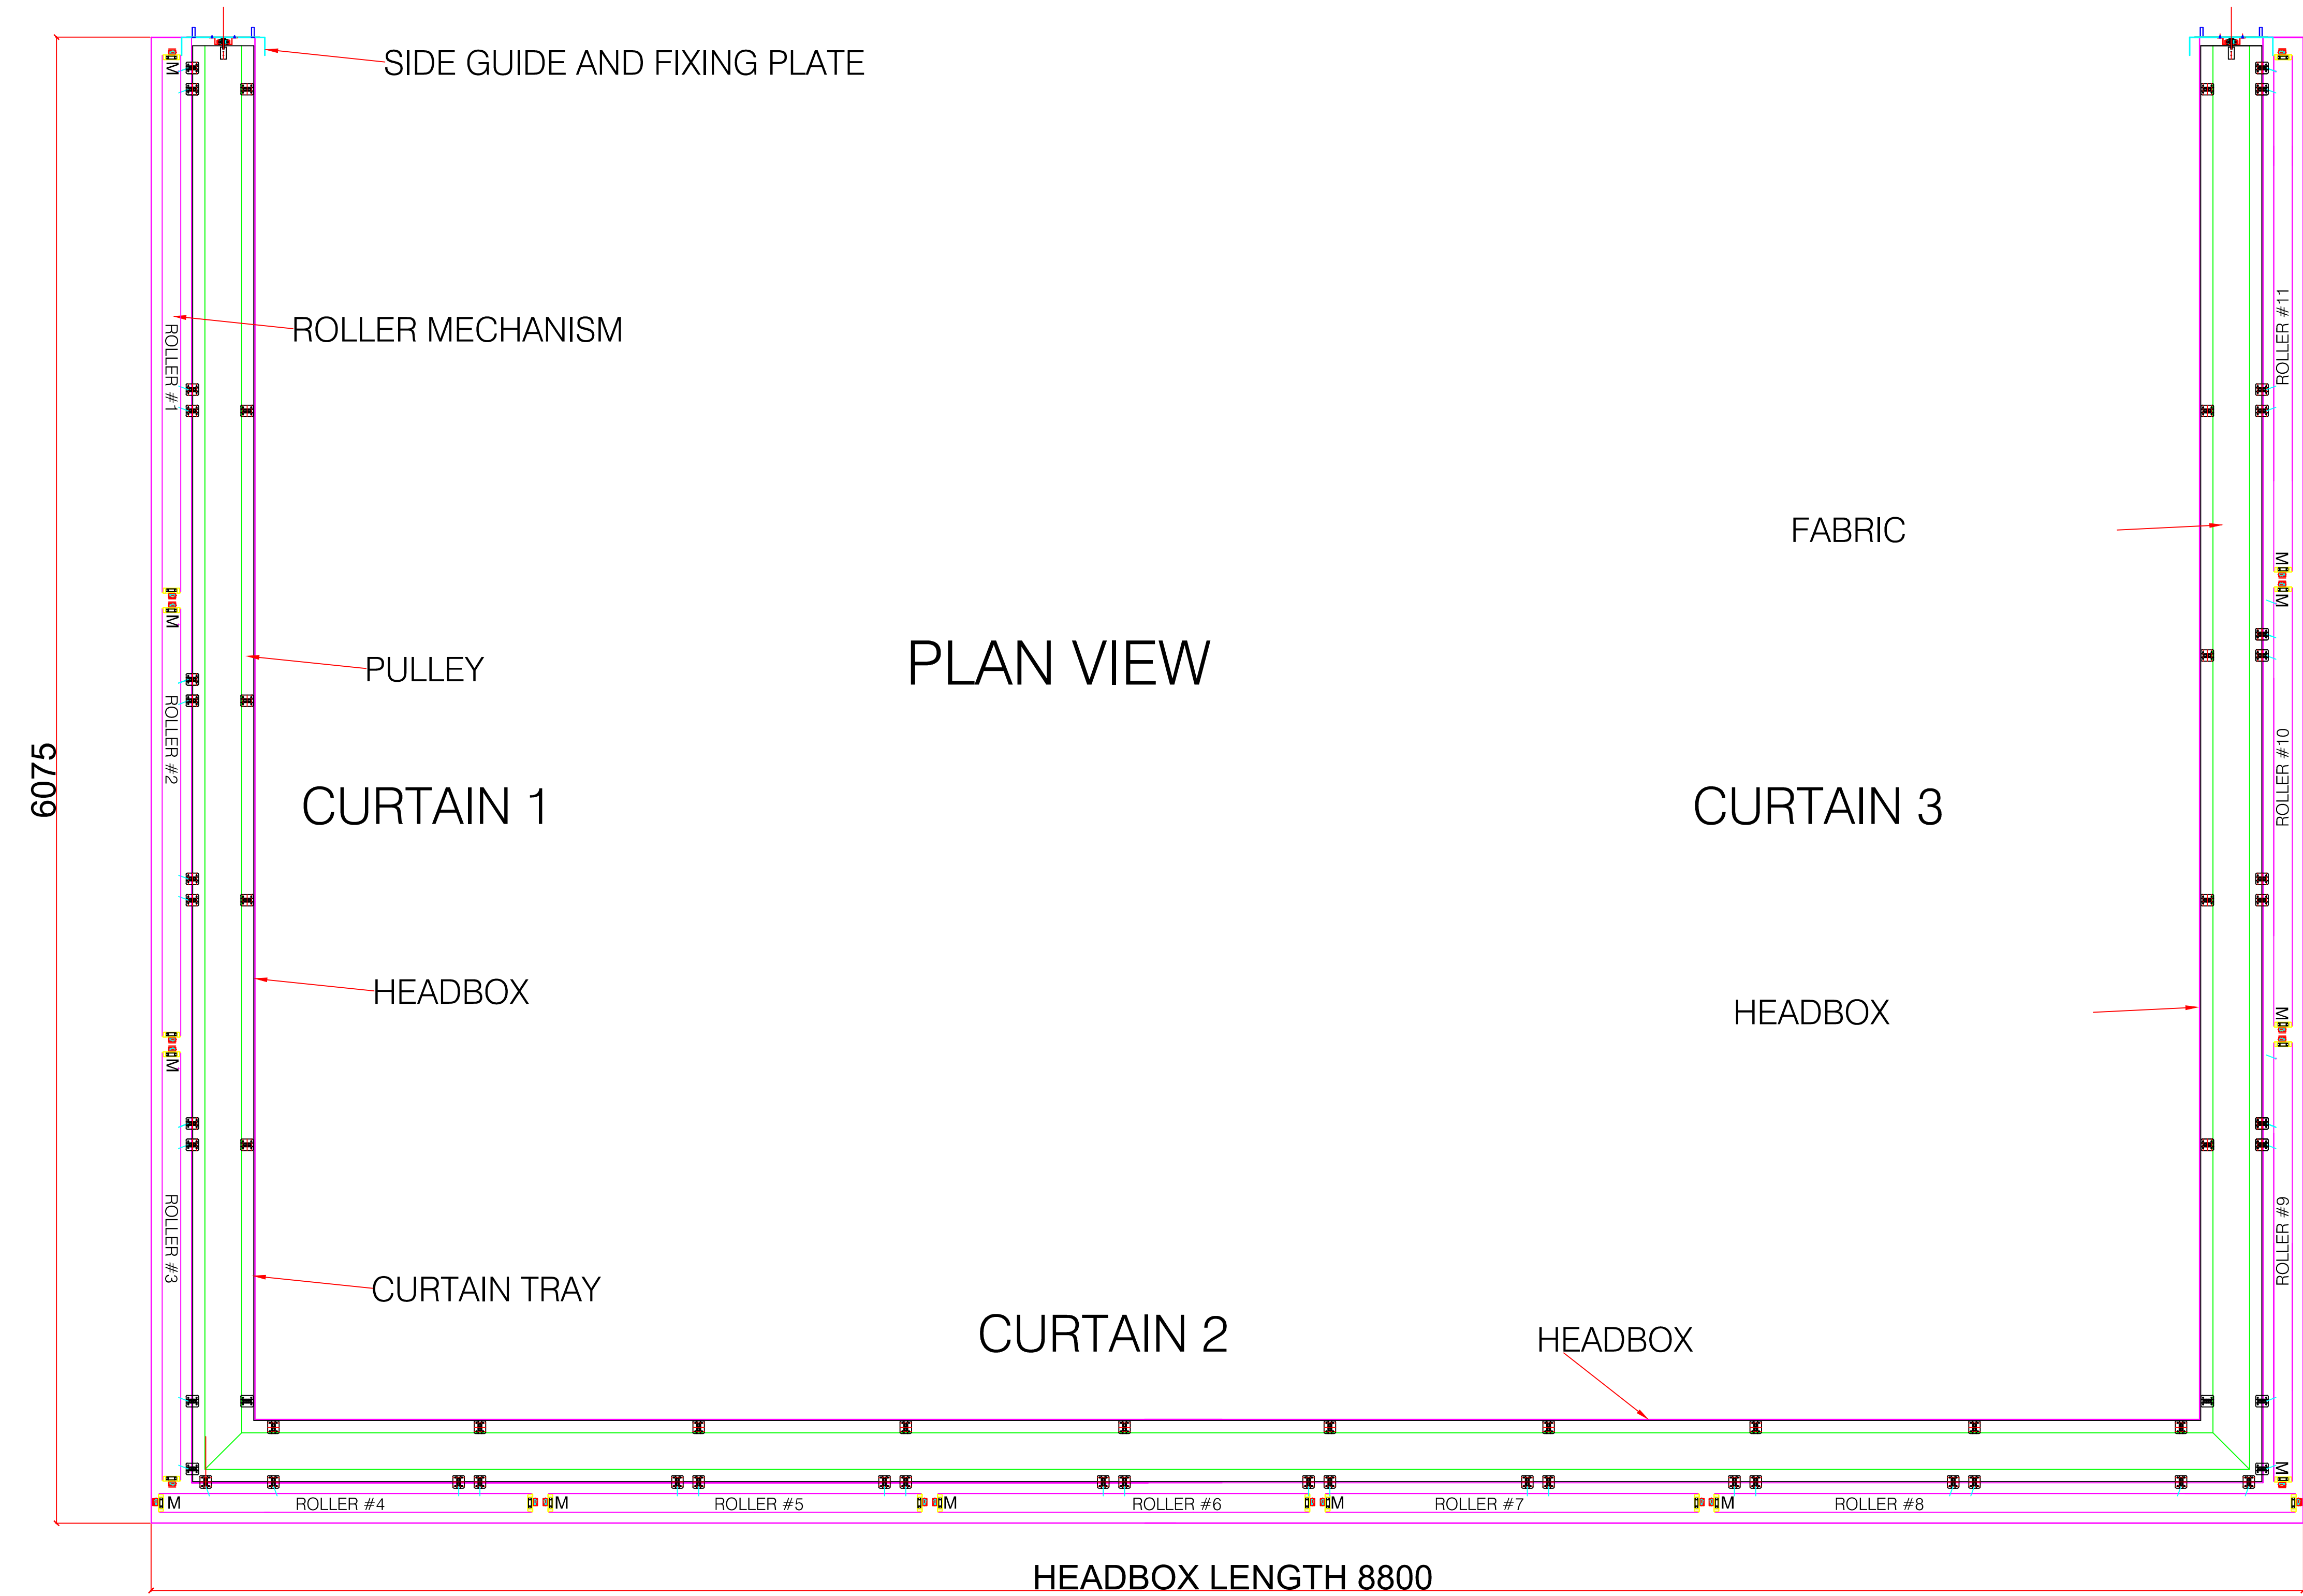 SIDE GUIDE AND FIXING PLATE
M
ROLLER MECHANISM
ROLLER #1
ROLLER #11
FABRIC
M
M
M
PLAN VIEW
PULLEY
ROLLER #2
ROLLER #10
6075
CURTAIN 1
CURTAIN 3
HEADBOX
HEADBOX
M
M
ROLLER #3
ROLLER #9
CURTAIN TRAY
CURTAIN 2
HEADBOX
M
M ROLLER #4
M ROLLER #5
M ROLLER #6
M ROLLER #7
M ROLLER #8
HEADBOX LENGTH 8800